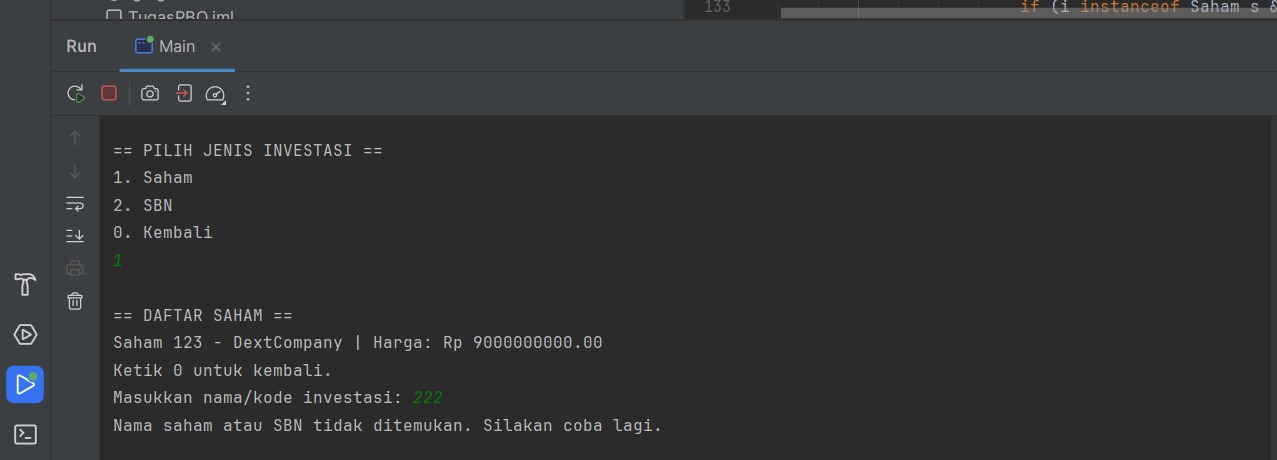 TugasPBO.iml
133
if (i instanceof Saham s &
Run
Main
== PILIH JENIS INVESTASI ==
1. Saham
2. SBN
0. Kembali
1
== DAFTAR SAHAM ==
Saham 123 - DextCompany | Harga: Rp 9000000000.00
Ketik 0 untuk kembali.
Masukkan nama/kode investasi: 222
Nama saham atau SBN tidak ditemukan. Silakan coba lagi.